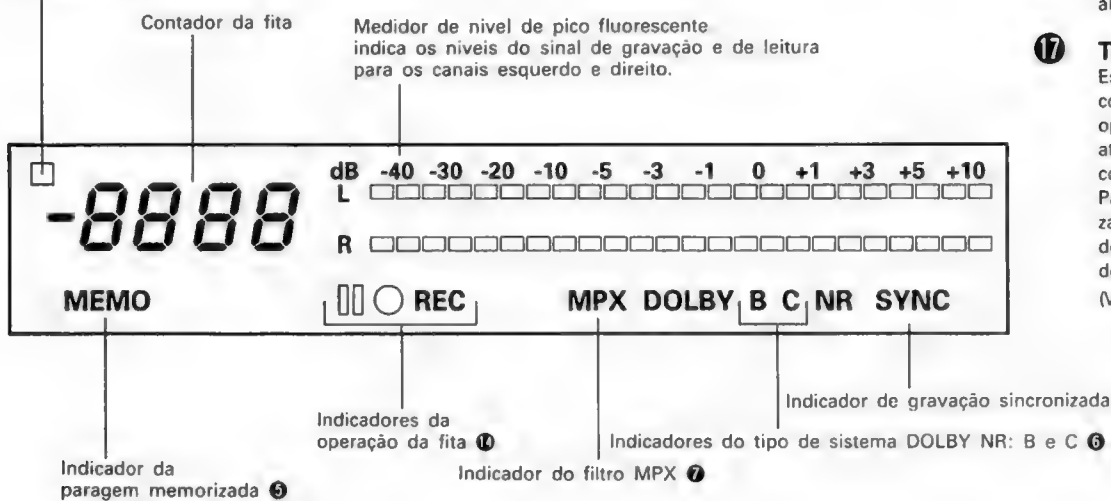 Contador da fita
Medidor de nivel de pico fluorescente
indica os niveis do sinal de gravação e de leitura
para os canais esquerdo e direito.
dB -40 -30 -20 -10 -5 -3 -1 0 +1 +3 +5 +10
L
-8888
R
MEMO REC MPX DOLBY B C NR SYNC
Indicador de gravação sincronizada
Indicadores da
operação da fita ⓮
Indicadores do tipo de sistema DOLBY NR: B e C ❻
Indicador do filtro MPX ❼
Indicador da
paragem memorizada ❺
⓱